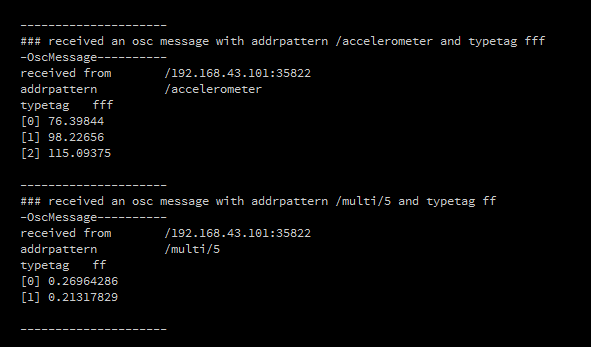 ---------------------
### received an osc message with addrpattern /accelerometer and typetag fff
-OscMessage----------
received from /192.168.43.101:35822
addrpattern /accelerometer
typetag fff
[0] 76.39844
[1] 98.22656
[2] 115.09375
---------------------
### received an osc message with addrpattern /multi/5 and typetag ff
-OscMessage----------
received from /192.168.43.101:35822
addrpattern /multi/5
typetag ff
[0] 0.26964286
[1] 0.21317829
---------------------